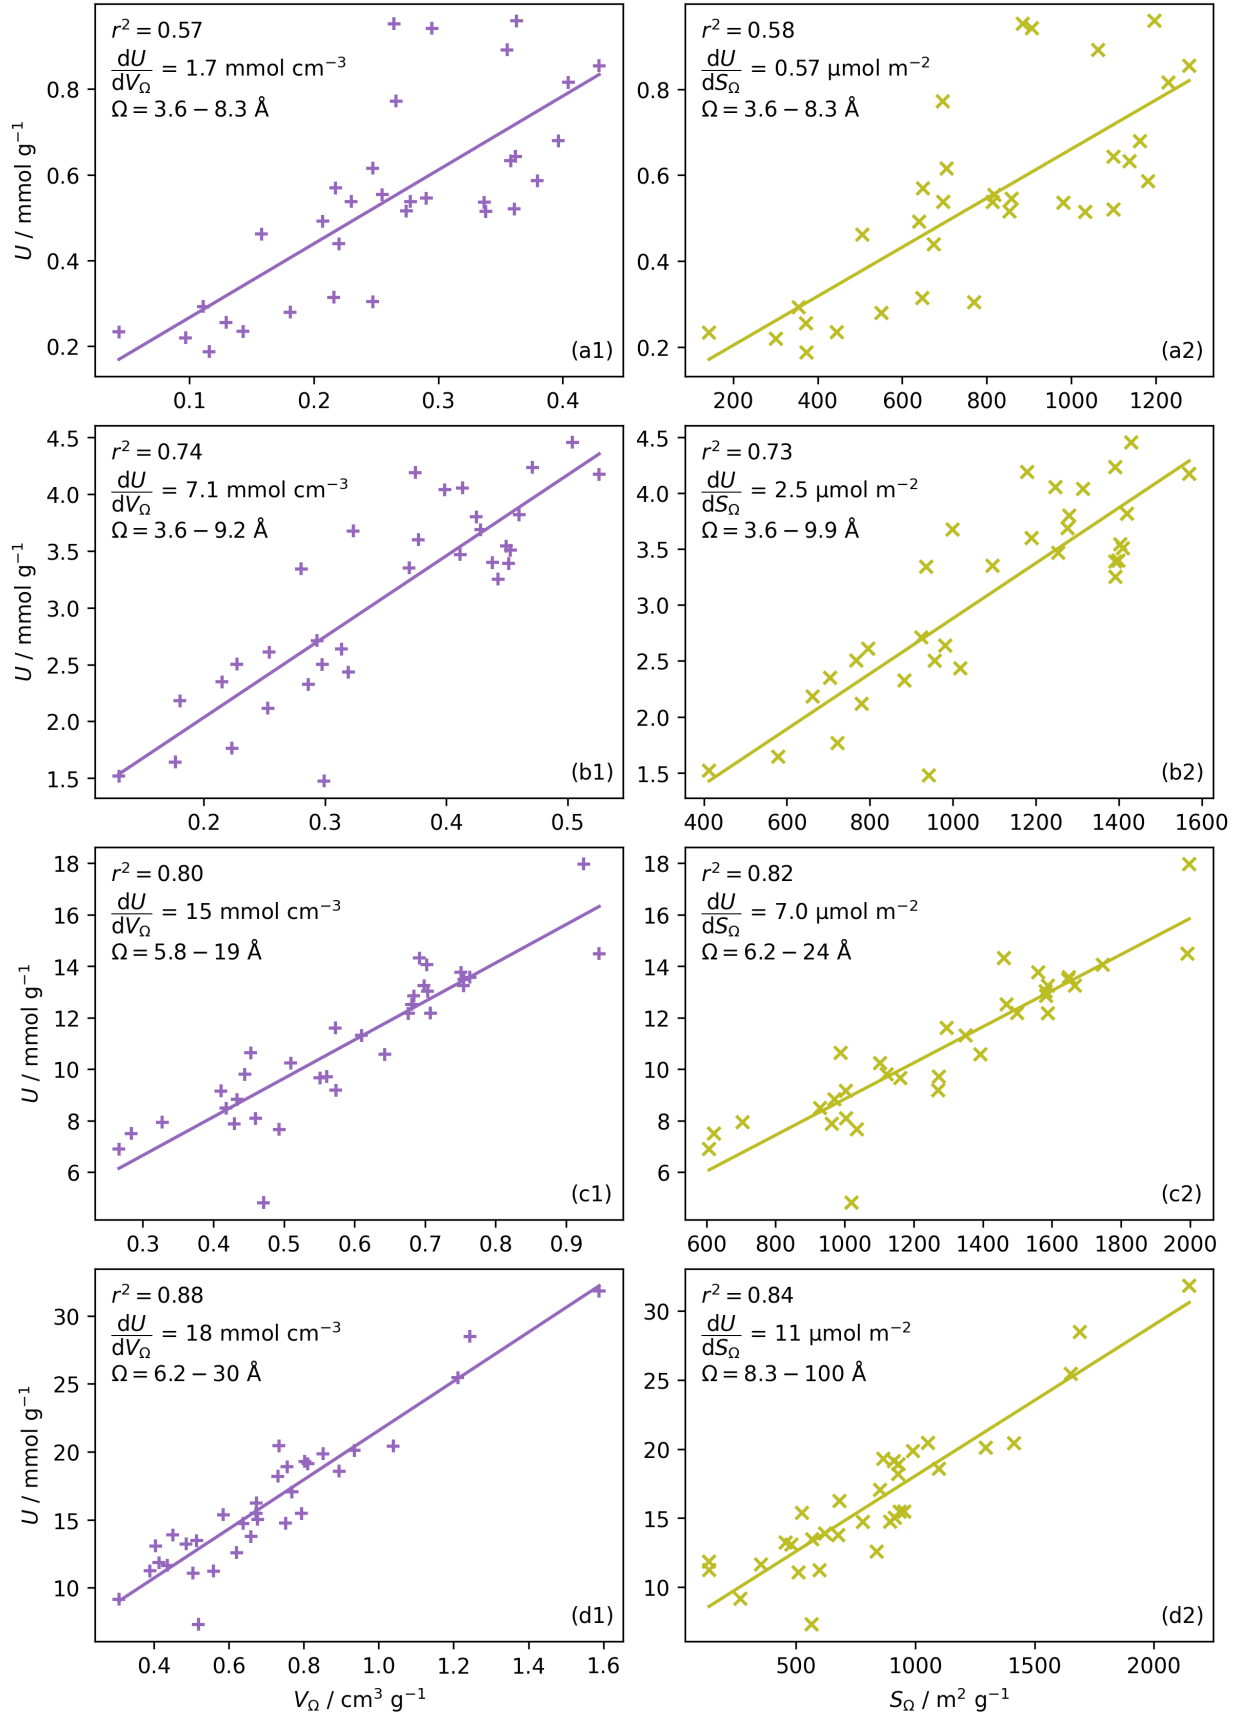 r² = 0.57
dU/dV_Ω = 1.7 mmol cm⁻³
Ω = 3.6 − 8.3 Å
U / mmol g⁻¹
0.8
0.6
0.4
0.2
(a1)
0.1 0.2 0.3 0.4
r² = 0.58
dU/dS_Ω = 0.57 µmol m⁻²
Ω = 3.6 − 8.3 Å
0.8
0.6
0.4
0.2
(a2)
200 400 600 800 1000 1200
r² = 0.74
dU/dV_Ω = 7.1 mmol cm⁻³
Ω = 3.6 − 9.2 Å
U / mmol g⁻¹
4.5
4.0
3.5
3.0
2.5
2.0
1.5
(b1)
0.2 0.3 0.4 0.5
r² = 0.73
dU/dS_Ω = 2.5 µmol m⁻²
Ω = 3.6 − 9.9 Å
4.5
4.0
3.5
3.0
2.5
2.0
1.5
(b2)
400 600 800 1000 1200 1400 1600
r² = 0.80
dU/dV_Ω = 15 mmol cm⁻³
Ω = 5.8 − 19 Å
U / mmol g⁻¹
18
16
14
12
10
8
6
(c1)
0.3 0.4 0.5 0.6 0.7 0.8 0.9
r² = 0.82
dU/dS_Ω = 7.0 µmol m⁻²
Ω = 6.2 − 24 Å
18
16
14
12
10
8
6
(c2)
600 800 1000 1200 1400 1600 1800 2000
r² = 0.88
dU/dV_Ω = 18 mmol cm⁻³
Ω = 6.2 − 30 Å
U / mmol g⁻¹
30
25
20
15
10
(d1)
0.4 0.6 0.8 1.0 1.2 1.4 1.6
V_Ω / cm³ g⁻¹
r² = 0.84
dU/dS_Ω = 11 µmol m⁻²
Ω = 8.3 − 100 Å
30
25
20
15
10
(d2)
500 1000 1500 2000
S_Ω / m² g⁻¹